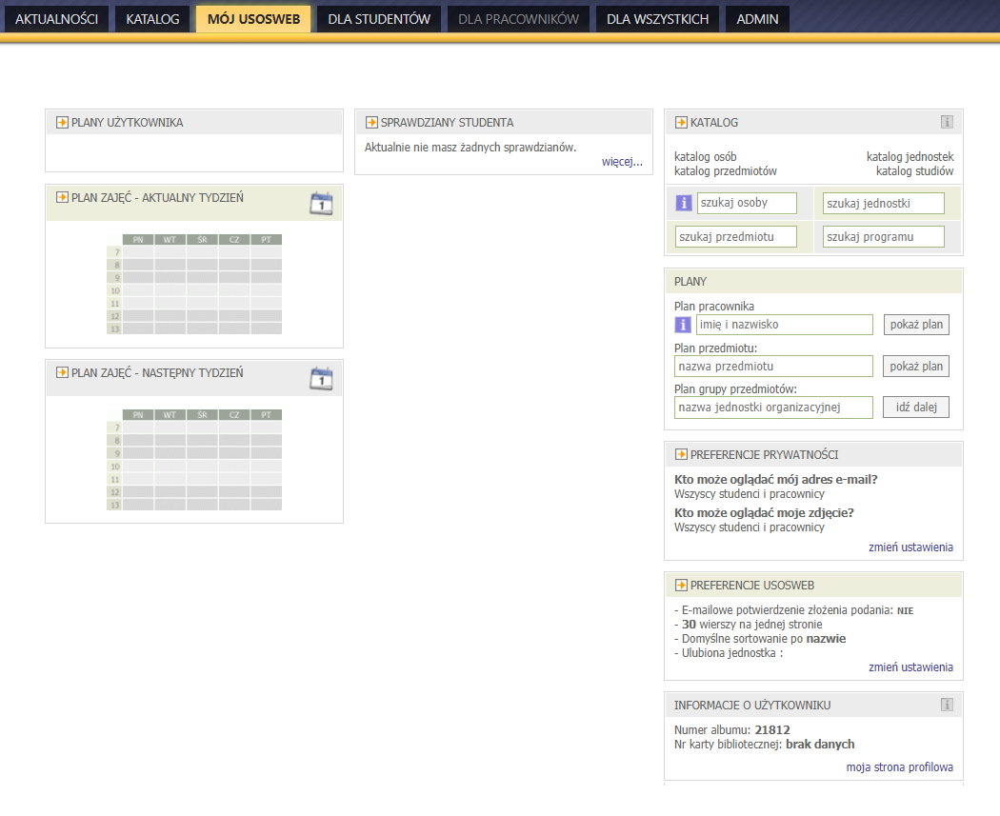 AKTUALNOŚCI KATALOG MÓJ USOSWEB DLA STUDENTÓW DLA PRACOWNIKÓW DLA WSZYSTKICH ADMIN
PLANY UŻYTKOWNIKA
PLAN ZAJĘĆ - AKTUALNY TYDZIEŃ
1
PN WT ŚR CZ PT
7
8
9
10
11
12
13
PLAN ZAJĘĆ - NASTĘPNY TYDZIEŃ
1
PN WT ŚR CZ PT
7
8
9
10
11
12
13
SPRAWDZIANY STUDENTA
Aktualnie nie masz żadnych sprawdzianów.
więcej...
KATALOG i
katalog osób katalog jednostek
katalog przedmiotów katalog studiów
i szukaj osoby szukaj jednostki
szukaj przedmiotu szukaj programu
PLANY
Plan pracownika
i imię i nazwisko pokaż plan
Plan przedmiotu:
nazwa przedmiotu pokaż plan
Plan grupy przedmiotów:
nazwa jednostki organizacyjnej idź dalej
PREFERENCJE PRYWATNOŚCI
Kto może oglądać mój adres e-mail?
Wszyscy studenci i pracownicy
Kto może oglądać moje zdjęcie?
Wszyscy studenci i pracownicy
zmień ustawienia
PREFERENCJE USOSWEB
- E-mailowe potwierdzenie złożenia podania: NIE
- 30 wierszy na jednej stronie
- Domyślne sortowanie po nazwie
- Ulubiona jednostka :
zmień ustawienia
INFORMACJE O UŻYTKOWNIKU i
Numer albumu: 21812
Nr karty bibliotecznej: brak danych
moja strona profilowa